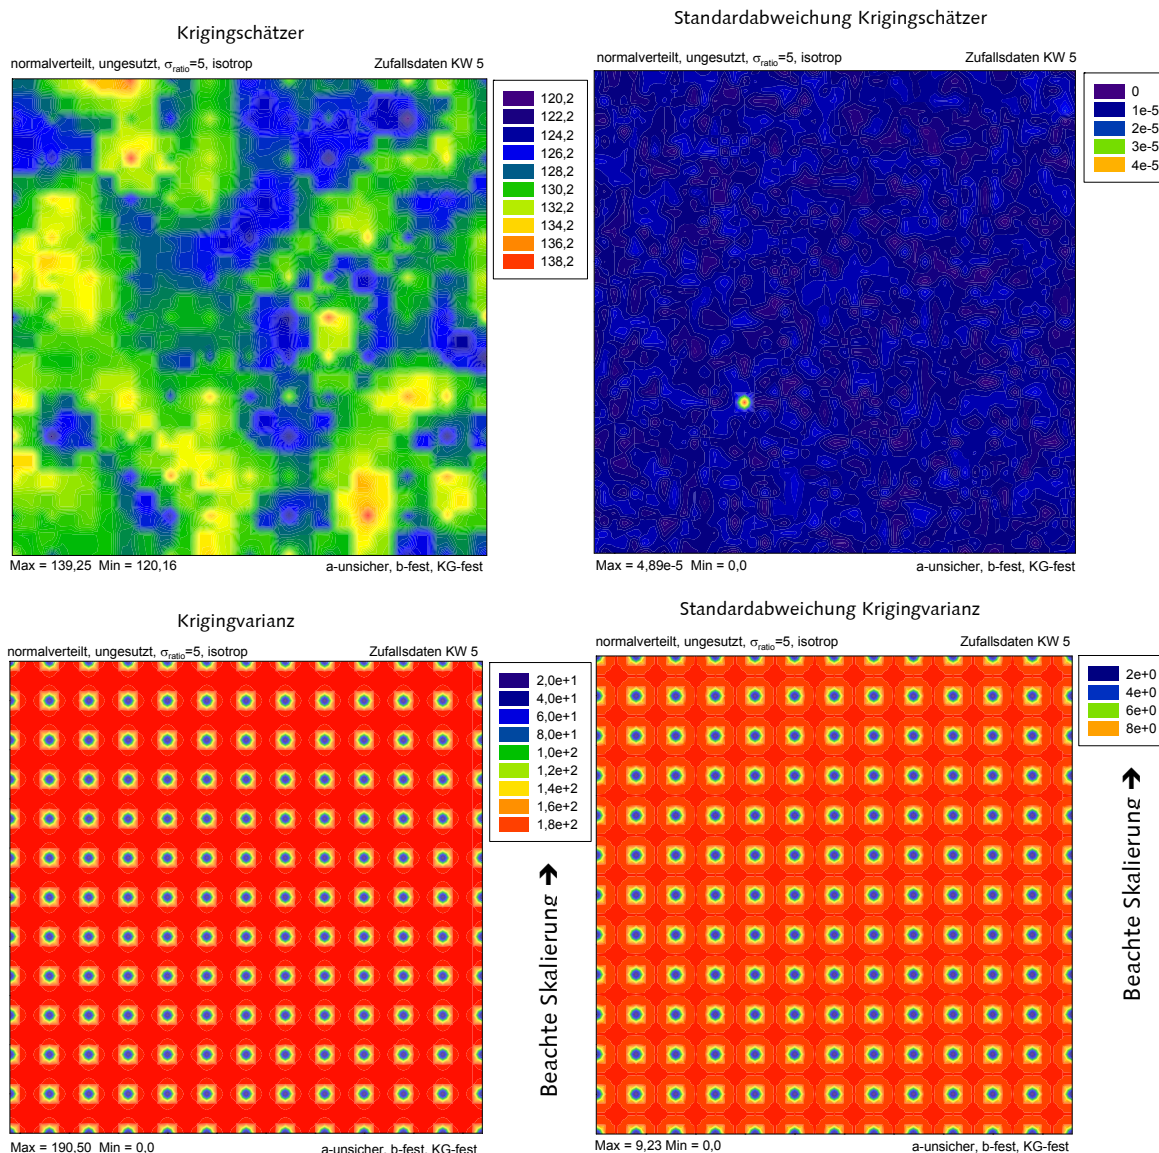 Krigingschätzer
normalverteilt, ungesutzt, σratio=5, isotrop Zufallsdaten KW 5
120,2
122,2
124,2
126,2
128,2
130,2
132,2
134,2
136,2
138,2
Max = 139,25 Min = 120,16 a-unsicher, b-fest, KG-fest
Standardabweichung Krigingschätzer
normalverteilt, ungesutzt, σratio=5, isotrop Zufallsdaten KW 5
0
1e-5
2e-5
3e-5
4e-5
Max = 4,89e-5 Min = 0,0 a-unsicher, b-fest, KG-fest
Krigingvarianz
normalverteilt, ungesutzt, σratio=5, isotrop Zufallsdaten KW 5
2,0e+1
4,0e+1
6,0e+1
8,0e+1
1,0e+2
1,2e+2
1,4e+2
1,6e+2
1,8e+2
Beachte Skalierung ➔
Max = 190,50 Min = 0,0 a-unsicher, b-fest, KG-fest
Standardabweichung Krigingvarianz
normalverteilt, ungesutzt, σratio=5, isotrop Zufallsdaten KW 5
2e+0
4e+0
6e+0
8e+0
Beachte Skalierung ➔
Max = 9,23 Min = 0,0 a-unsicher, b-fest, KG-fest